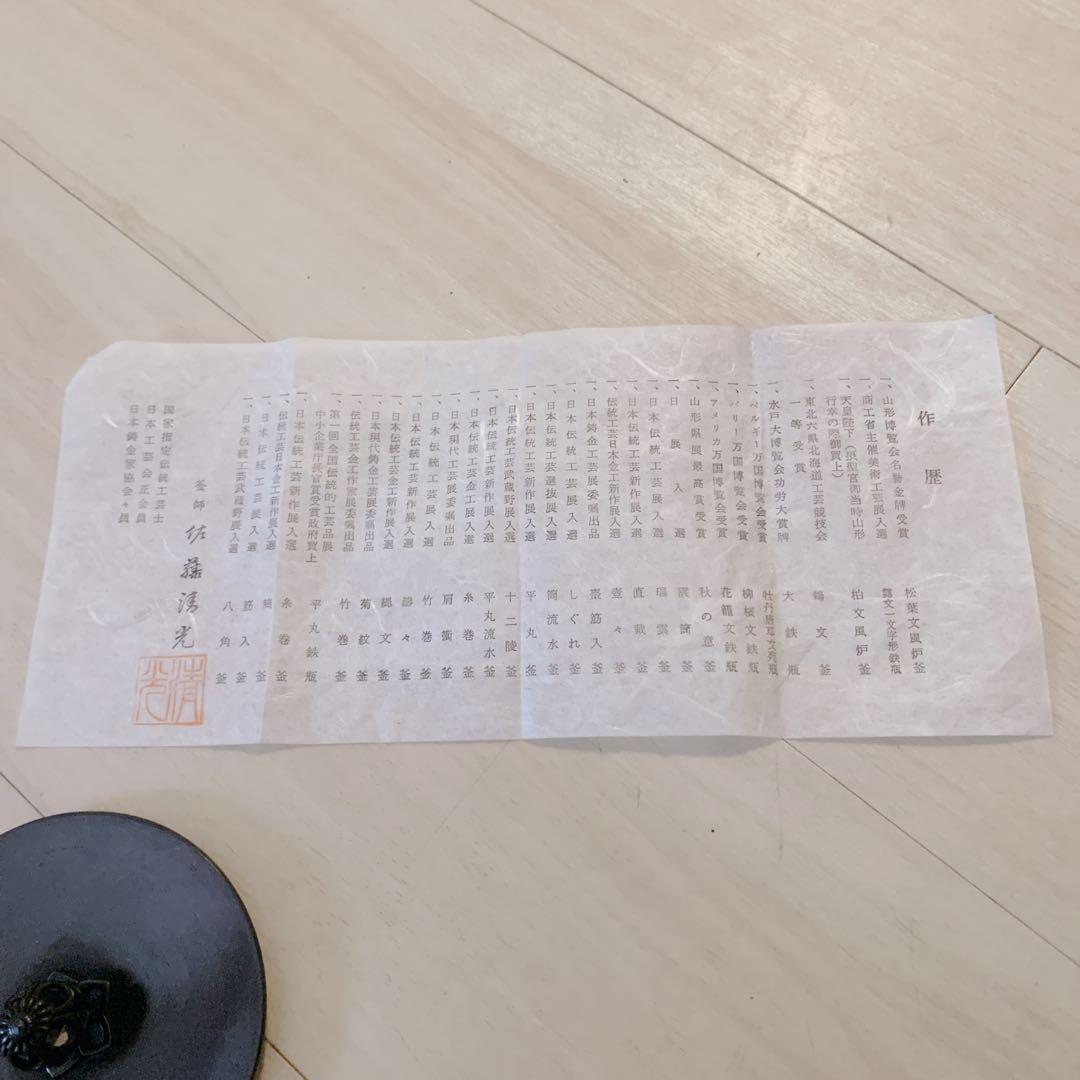 作歴
一、山形博覧会名誉金牌受賞 松葉文風炉釜
一、商工省主催美術工芸展入選 霰文一文字形鉄瓶
一、天皇陛下(摂政宮御当時山形行幸の際御買上) 柏文風炉釜
一、東北六県北海道工芸競技会一等受賞 鶴文釜
一、水戸大博覧会功労大賞牌 大鉄瓶
一、ベルギー万国博覧会受賞 牡丹唐草文鉄瓶
一、パリー万国博覧会受賞 柳桜文鉄瓶
一、アメリカ万国博覧会受賞 花籠文鉄瓶
一、山形県展最高賞受賞 秋の意釜
一、日展入選 釜
一、日本伝統工芸展入選 瑞雲釜
一、日本伝統工芸展入選 直截釜
一、伝統工芸日本金工新作展入選 壹々釜
一、日本鋳金工芸展委嘱出品 筋入釜
一、日本伝統工芸展入選 しぐれ釜
一、日本伝統工芸選抜展入選 筒流水釜
一、日本伝統工芸新作展入選 平丸釜
一、日本伝統工芸武蔵野展入選 十二陵釜
一、日本伝統工芸新作展入選 平丸流水釜
一、日本伝統工芸金工展入選 糸巻釜
一、日本現代工芸展委嘱出品 肩衝釜
一、日本伝統工芸展入選 竹巻釜
一、日本伝統工芸新作展入選 釜
一、日本伝統工芸金工新作展入選 縄文釜
一、日本現代鋳金工芸展委嘱出品 菊紋釜
一、伝統工芸金工作家展委嘱出品 竹巻釜
一、第一回全国伝統的工芸品展中小企業庁長官賞受賞政府買上 平丸鉄瓶
一、日本伝統工芸新作展入選 糸巻釜
一、伝統工芸日本金工新作展入選 筒釜
一、日本伝統工芸展入選 筋入釜
一、日本伝統工芸武蔵野展入選 八角釜
釜師 佐藤清光
清光
国家指定伝統工芸士
日本工芸会正会員
日本鋳金家協会々員